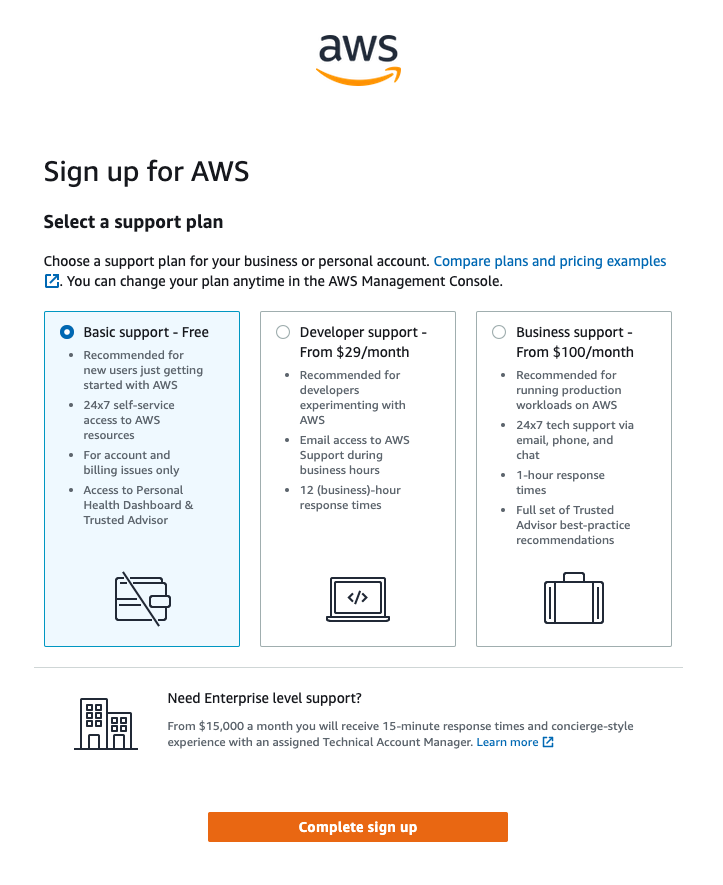 aws
Sign up for AWS
Select a support plan
Choose a support plan for your business or personal account. Compare plans and pricing examples
. You can change your plan anytime in the AWS Management Console.
Basic support - Free
• Recommended for
new users just getting
started with AWS
• 24x7 self-service
access to AWS
resources
• For account and
billing issues only
• Access to Personal
Health Dashboard &
Trusted Advisor
Developer support -
From $29/month
• Recommended for
developers
experimenting with
AWS
• Email access to AWS
Support during
business hours
• 12 (business)-hour
response times
</>
Business support -
From $100/month
• Recommended for
running production
workloads on AWS
• 24x7 tech support via
email, phone, and
chat
• 1-hour response
times
• Full set of Trusted
Advisor best-practice
recommendations
Need Enterprise level support?
From $15,000 a month you will receive 15-minute response times and concierge-style
experience with an assigned Technical Account Manager. Learn more
Complete sign up